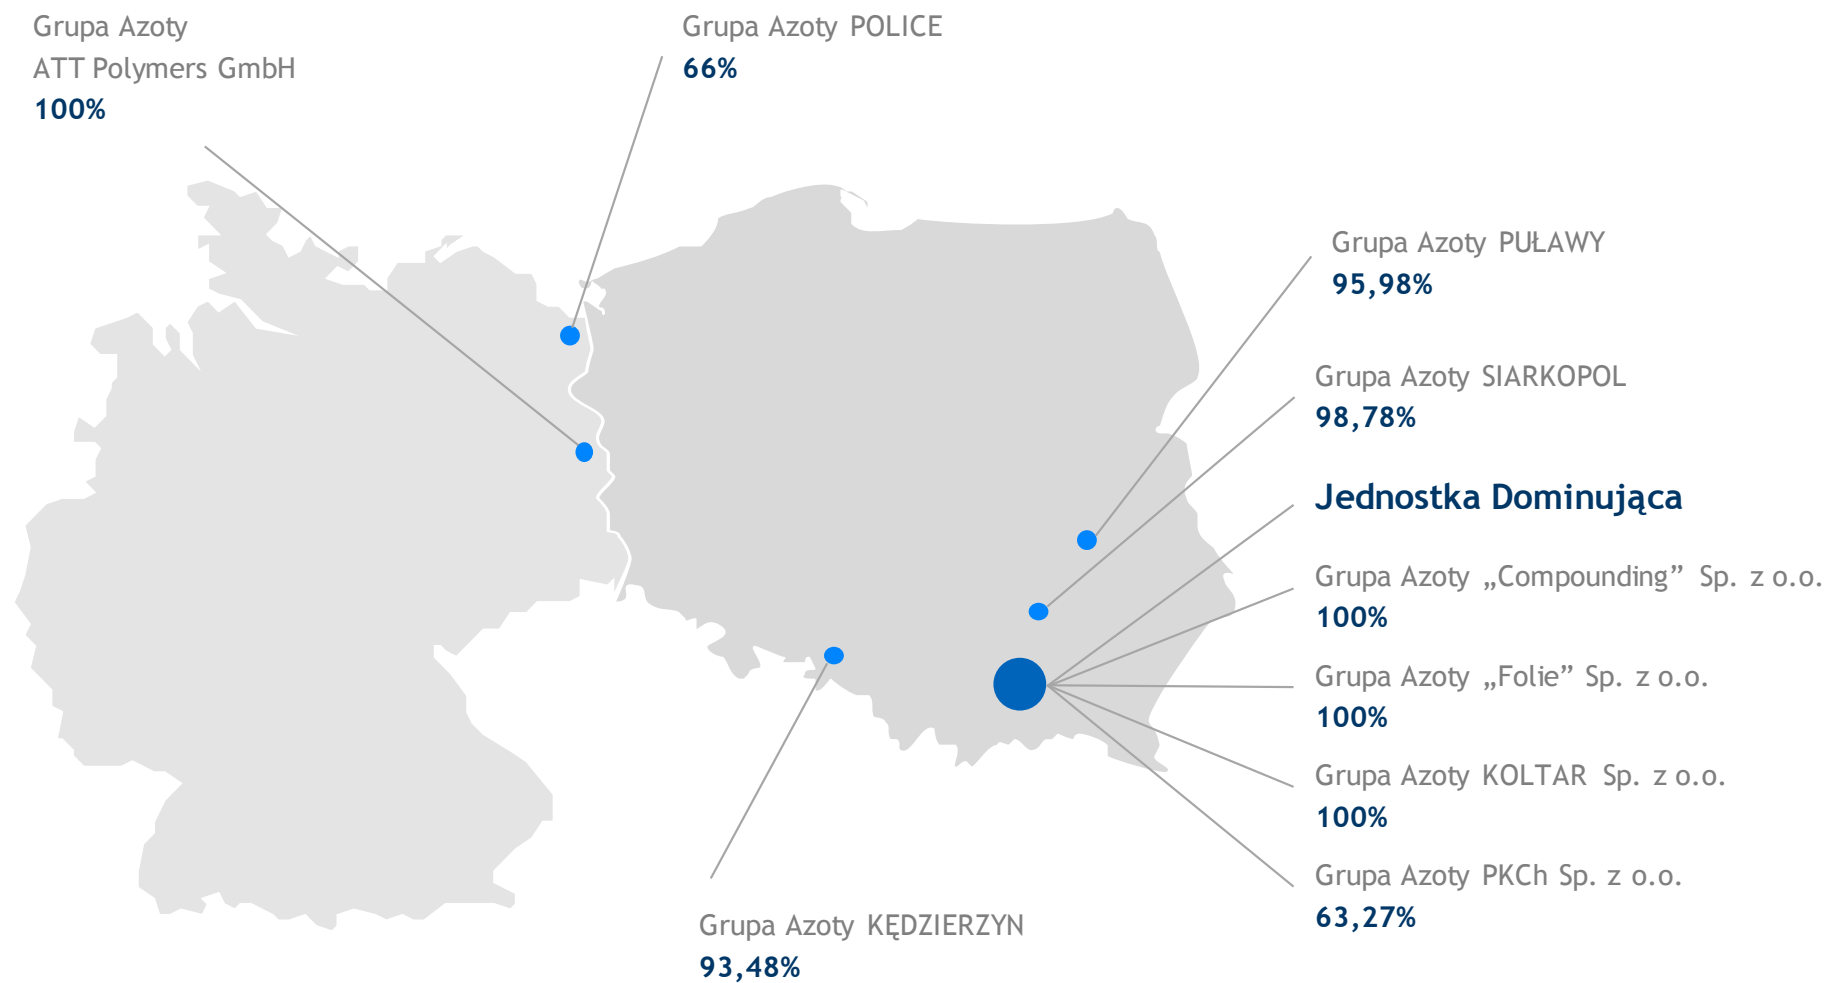 Grupa Azoty
ATT Polymers GmbH
100%
Grupa Azoty POLICE
66%
Grupa Azoty PUŁAWY
95,98%
Grupa Azoty SIARKOPOL
98,78%
Jednostka Dominująca
Grupa Azoty „Compounding” Sp. z o.o.
100%
Grupa Azoty „Folie” Sp. z o.o.
100%
Grupa Azoty KOLTAR Sp. z o.o.
100%
Grupa Azoty PKCh Sp. z o.o.
63,27%
Grupa Azoty KĘDZIERZYN
93,48%